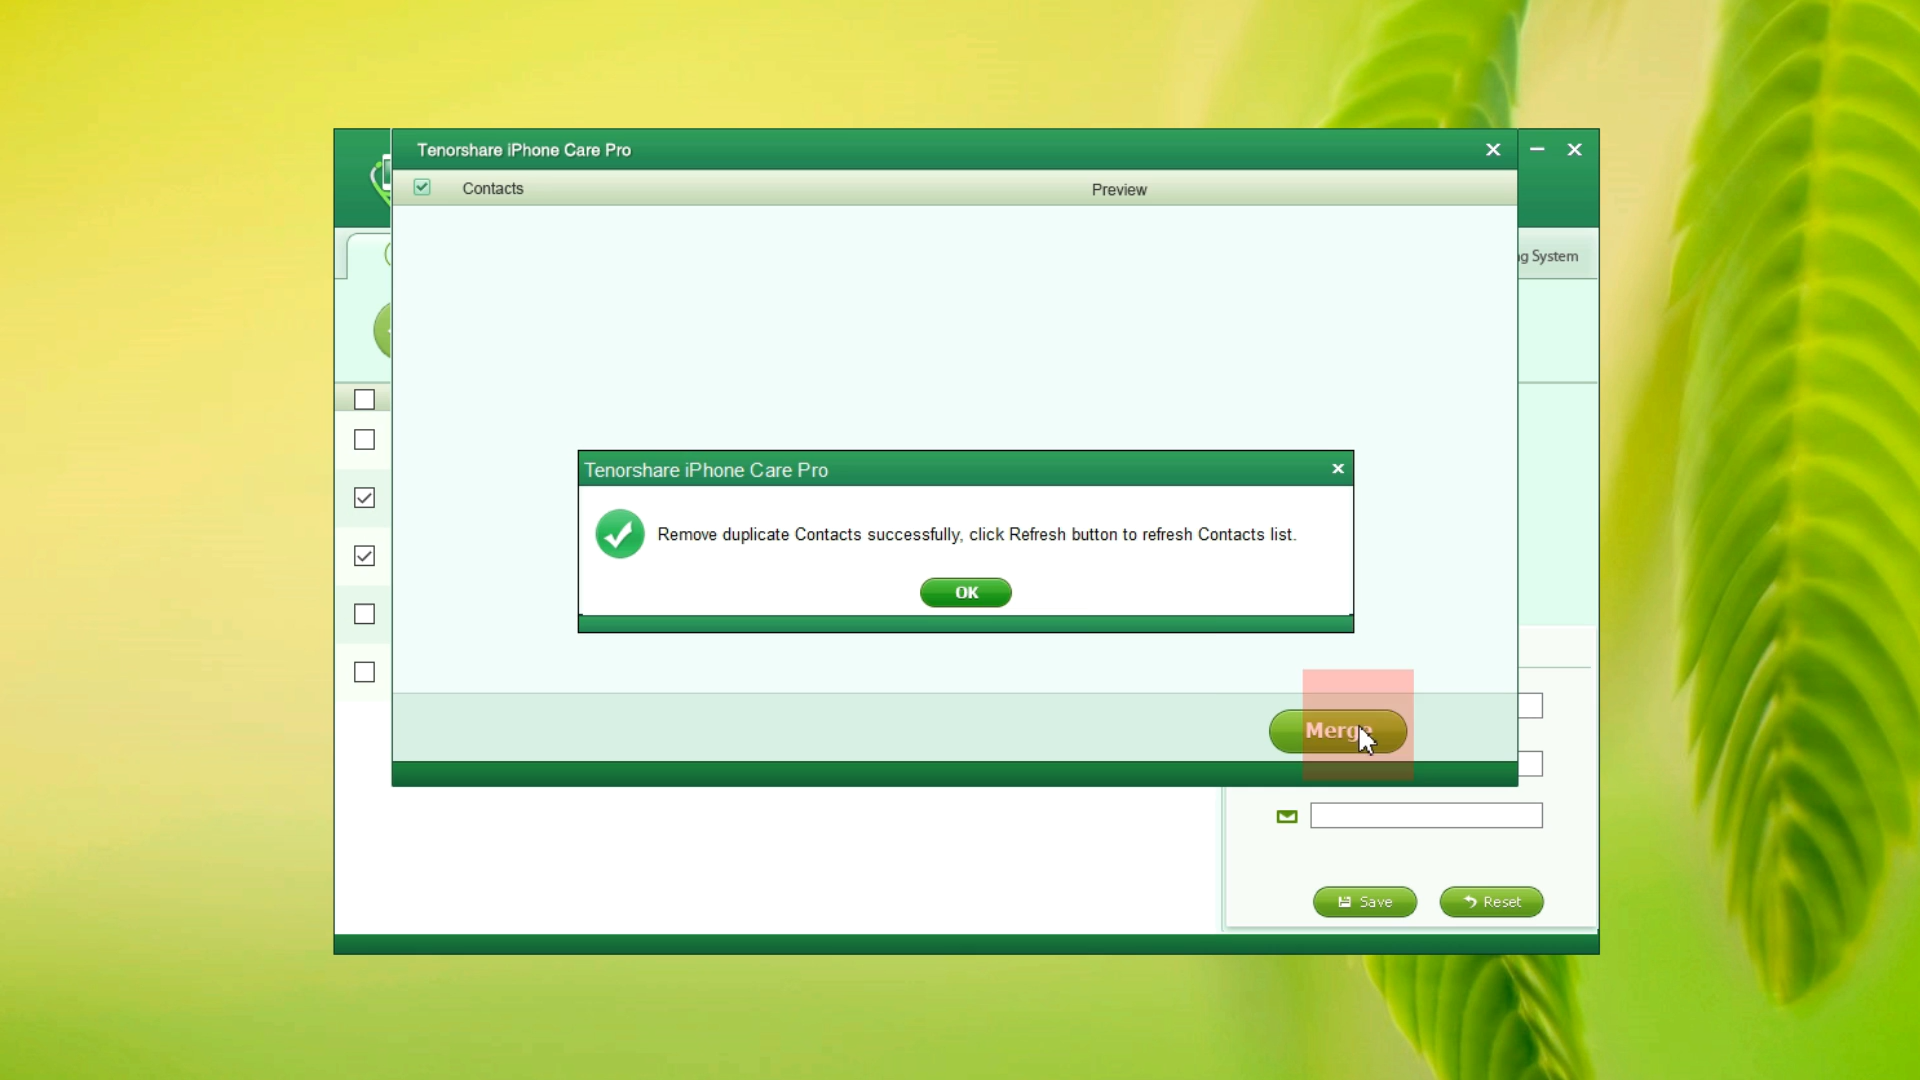 Tenorshare iPhone Care Pro
Contacts
Preview
System
Tenorshare iPhone Care Pro
Remove duplicate Contacts successfully, click Refresh button to refresh Contacts list.
OK
Merge
Save
Reset